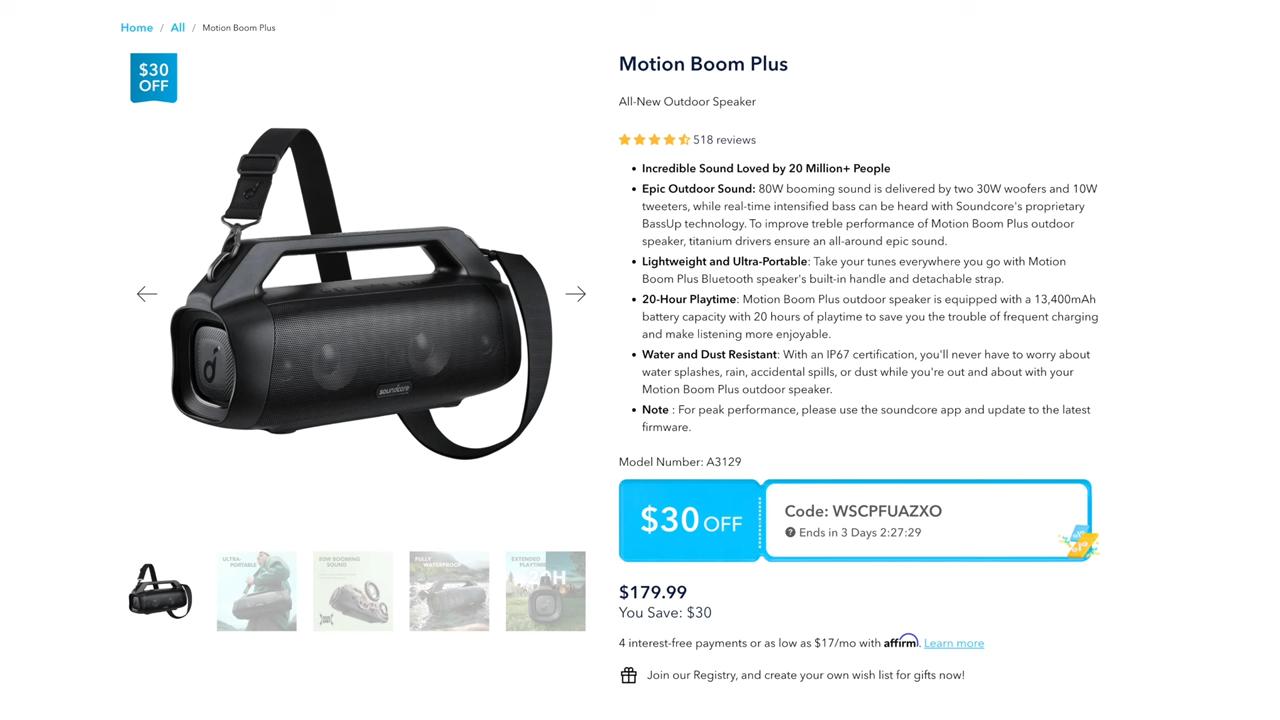 Home / All / Motion Boom Plus
$30
OFF
soundcore
ULTRA-
PORTABLE
80W BOOMING
SOUND
FULLY
WATERPROOF
EXTENDED
PLAYTIME
20H
Motion Boom Plus
All-New Outdoor Speaker
518 reviews
• Incredible Sound Loved by 20 Million+ People
• Epic Outdoor Sound: 80W booming sound is delivered by two 30W woofers and 10W
tweeters, while real-time intensified bass can be heard with Soundcore's proprietary
BassUp technology. To improve treble performance of Motion Boom Plus outdoor
speaker, titanium drivers ensure an all-around epic sound.
• Lightweight and Ultra-Portable: Take your tunes everywhere you go with Motion
Boom Plus Bluetooth speaker's built-in handle and detachable strap.
• 20-Hour Playtime: Motion Boom Plus outdoor speaker is equipped with a 13,400mAh
battery capacity with 20 hours of playtime to save you the trouble of frequent charging
and make listening more enjoyable.
• Water and Dust Resistant: With an IP67 certification, you'll never have to worry about
water splashes, rain, accidental spills, or dust while you're out and about with your
Motion Boom Plus outdoor speaker.
• Note : For peak performance, please use the soundcore app and update to the latest
firmware.
Model Number: A3129
$30 OFF
Code: WSCPFUAZXO
Ends in 3 Days 2:27:29
$179.99
You Save: $30
4 interest-free payments or as low as $17/mo with affirm. Learn more
Join our Registry, and create your own wish list for gifts now!